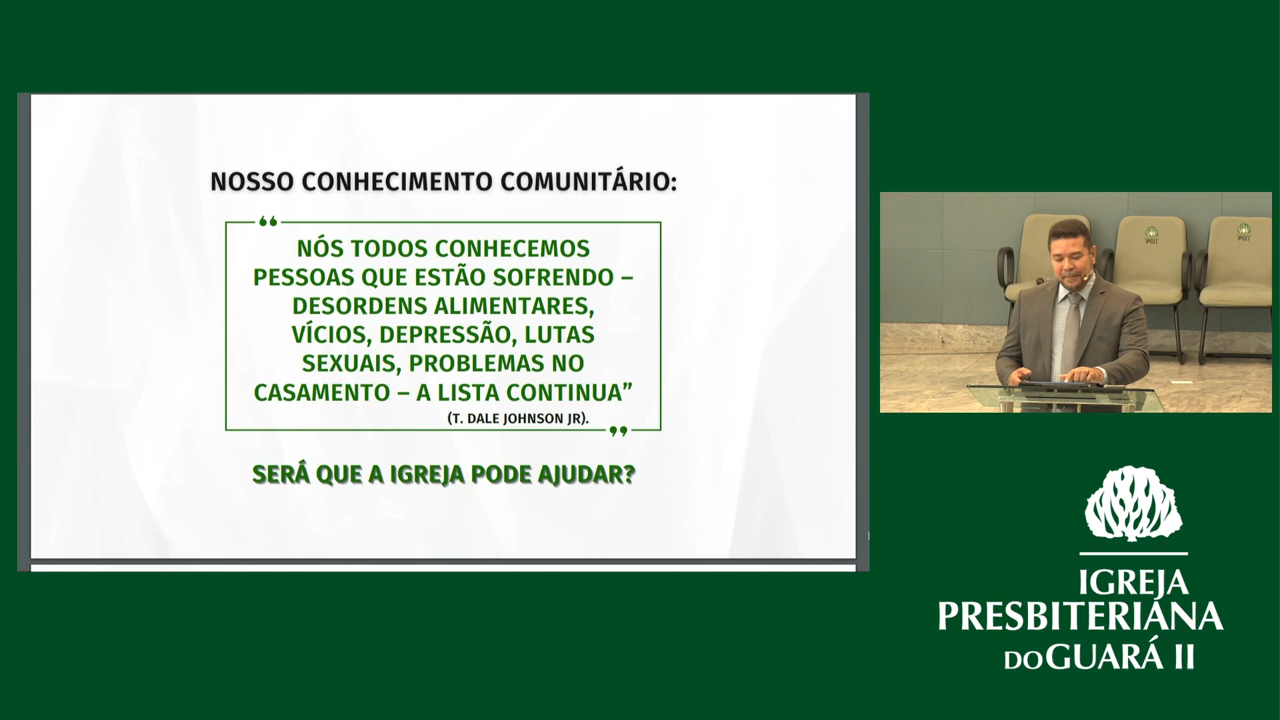 NOSSO CONHECIMENTO COMUNITÁRIO:
“
NÓS TODOS CONHECEMOS
PESSOAS QUE ESTÃO SOFRENDO –
DESORDENS ALIMENTARES,
VÍCIOS, DEPRESSÃO, LUTAS
SEXUAIS, PROBLEMAS NO
CASAMENTO – A LISTA CONTINUA”
(T. DALE JOHNSON JR).
”
SERÁ QUE A IGREJA PODE AJUDAR?
IGREJA
PRESBITERIANA
DO GUARÁ II